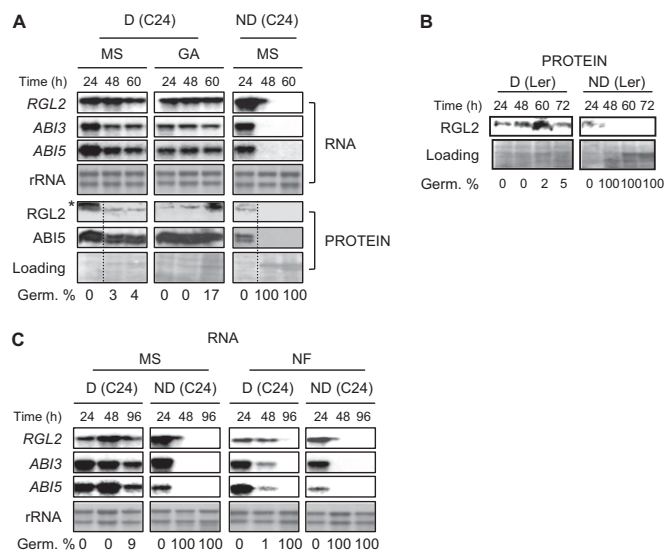 A
D (C24)
ND (C24)
MS
GA
MS
Time (h)
24 48 60
24 48 60
24 48 60
RGL2
ABI3
ABI5
rRNA
RNA
RGL2
*
ABI5
Loading
PROTEIN
Germ. %
0 3 4
0 0 17
0 100 100
B
PROTEIN
D (Ler)
ND (Ler)
Time (h)
24 48 60 72
24 48 60 72
RGL2
Loading
Germ. %
0 0 2 5
0 100 100 100
C
RNA
MS
NF
D (C24)
ND (C24)
D (C24)
ND (C24)
Time (h)
24 48 96
24 48 96
24 48 96
24 48 96
RGL2
ABI3
ABI5
rRNA
Germ. %
0 0 9
0 100 100
0 1 100
0 100 100